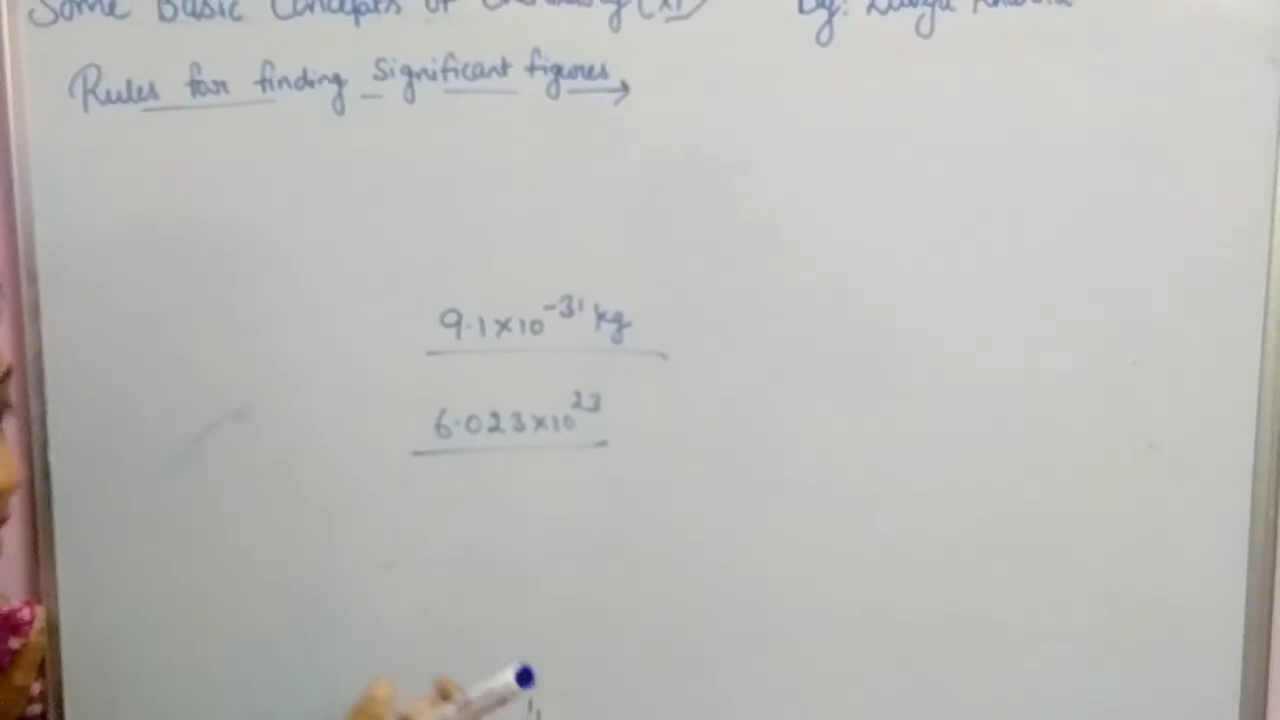 Some Basic Concepts of Chemistry (XI) By:
Rules for finding significant figures →
9.1×10⁻³¹ kg
6.023×10²³